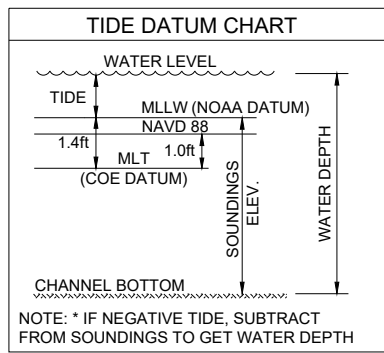 TIDE DATUM CHART
WATER LEVEL
TIDE
MLLW (NOAA DATUM)
NAVD 88
1.4ft
1.0ft
MLT
(COE DATUM)
SOUNDINGS
ELEV.
WATER DEPTH
CHANNEL BOTTOM
NOTE: * IF NEGATIVE TIDE, SUBTRACT
FROM SOUNDINGS TO GET WATER DEPTH